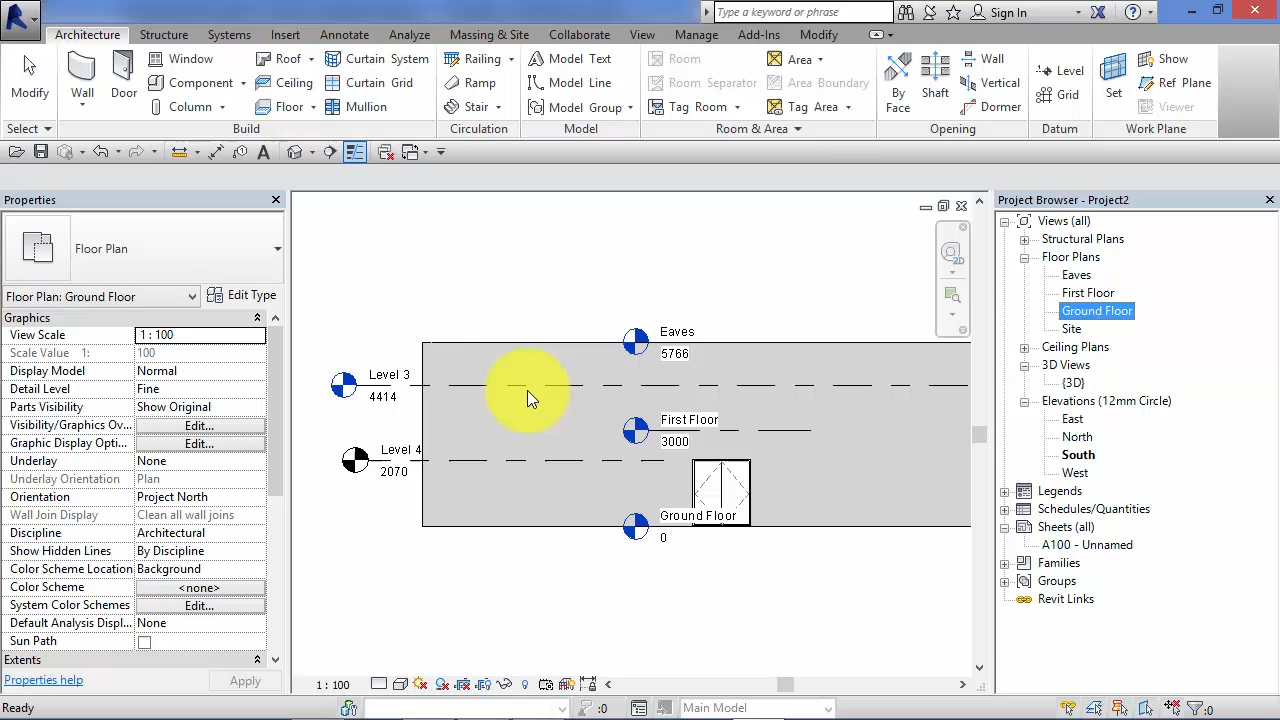 Type a keyword or phrase
Sign In
Architecture Structure Systems Insert Annotate Analyze Massing & Site Collaborate View Manage Add-Ins Modify
Modify
Select
Wall
Door
Window
Component
Column
Roof
Ceiling
Floor
Curtain System
Curtain Grid
Mullion
Build
Railing
Ramp
Stair
Circulation
Model Text
Model Line
Model Group
Model
Room
Room Separator
Tag Room
Area
Area Boundary
Tag Area
Room & Area
By Face
Shaft
Wall
Vertical
Dormer
Opening
Level
Grid
Datum
Set
Show
Ref Plane
Viewer
Work Plane
Properties
Floor Plan
Floor Plan: Ground Floor
Edit Type
Graphics
View Scale 1 : 100
Scale Value 1: 100
Display Model Normal
Detail Level Fine
Parts Visibility Show Original
Visibility/Graphics Ov... Edit...
Graphic Display Opti... Edit...
Underlay None
Underlay Orientation Plan
Orientation Project North
Wall Join Display Clean all wall joins
Discipline Architectural
Show Hidden Lines By Discipline
Color Scheme Location Background
Color Scheme <none>
System Color Schemes Edit...
Default Analysis Displ... None
Sun Path
Extents
Properties help
Apply
2D
Eaves
5766
Level 3
4414
First Floor
3000
Level 4
2070
Ground Floor
0
1 : 100
Project Browser - Project2
Views (all)
Structural Plans
Floor Plans
Eaves
First Floor
Ground Floor
Site
Ceiling Plans
3D Views
{3D}
Elevations (12mm Circle)
East
North
South
West
Legends
Schedules/Quantities
Sheets (all)
A100 - Unnamed
Families
Groups
Revit Links
Ready
:0
Main Model
:0